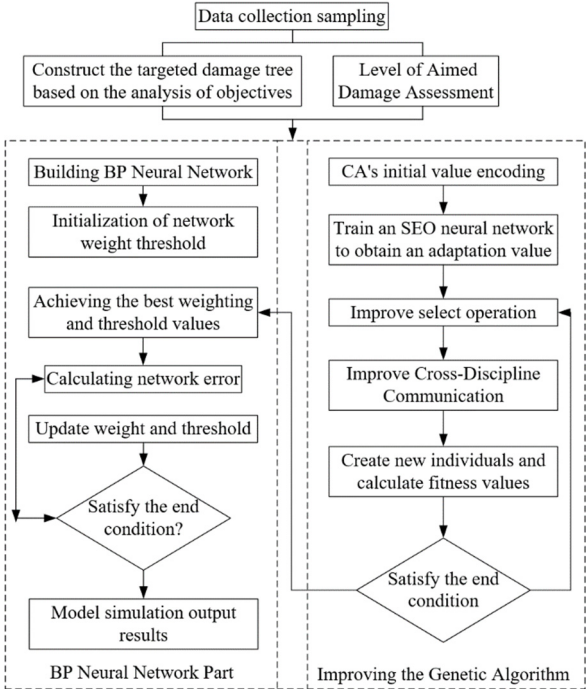 Data collection sampling
Construct the targeted damage tree
based on the analysis of objectives
Level of Aimed
Damage Assessment
Building BP Neural Network
Initialization of network
weight threshold
Achieving the best weighting
and threshold values
Calculating network error
Update weight and threshold
Satisfy the end
condition?
Model simulation output
results
BP Neural Network Part
CA's initial value encoding
Train an SEO neural network
to obtain an adaptation value
Improve select operation
Improve Cross-Discipline
Communication
Create new individuals and
calculate fitness values
Satisfy the end
condition
Improving the Genetic Algorithm